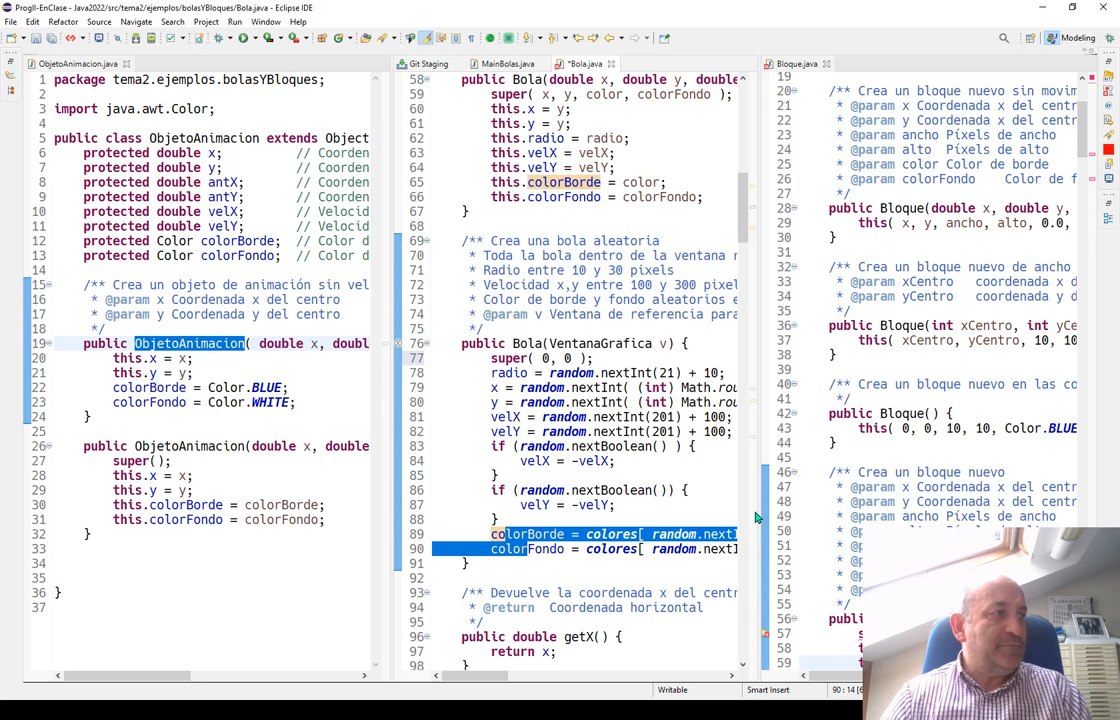 ProgII-EnClase - Java2022/src/tema2/ejemplos/bolasYBloques/Bola.java - Eclipse IDE
File Edit Refactor Source Navigate Search Project Run Window Help
Modeling
ObjetoAnimacion.java
1 package tema2.ejemplos.bolasYBloques;
2
3 import java.awt.Color;
4
5 public class ObjetoAnimacion extends Object
6 protected double x; // Coorden
7 protected double y; // Coorden
8 protected double antX;
9 protected double antY;
10 protected double velX; // Velocid
11 protected double velY; // Velocid
12 protected Color colorBorde; // Color d
13 protected Color colorFondo; // Color d
14
15 /** Crea un objeto de animación sin vel
16 * @param x Coordenada x del centro
17 * @param y Coordenada y del centro
18 */
19 public ObjetoAnimacion( double x, doubl
20 this.x = x;
21 this.y = y;
22 colorBorde = Color.BLUE;
23 colorFondo = Color.WHITE;
24 }
25
26 public ObjetoAnimacion(double x, double
27 super();
28 this.x = x;
29 this.y = y;
30 this.colorBorde = colorBorde;
31 this.colorFondo = colorFondo;
32 }
33
34
35
36 }
37
Git Staging MainBolas.java *Bola.java
58 public Bola(double x, double y, double
59 super( x, y, color, colorFondo );
60 this.x = y;
61 this.y = y;
62 this.radio = radio;
63 this.velX = velX;
64 this.velY = velY;
65 this.colorBorde = color;
66 this.colorFondo = colorFondo;
67 }
68
69 /** Crea una bola aleatoria
70 * Toda la bola dentro de la ventana r
71 * Radio entre 10 y 30 pixels
72 * Velocidad x,y entre 100 y 300 pixel
73 * Color de borde y fondo aleatorios e
74 * @param v Ventana de referencia para
75 */
76 public Bola(VentanaGrafica v) {
77 super( 0, 0 );
78 radio = random.nextInt(21) + 10;
79 x = random.nextInt( (int) Math.rou
80 y = random.nextInt( (int) Math.rou
81 velX = random.nextInt(201) + 100;
82 velY = random.nextInt(201) + 100;
83 if (random.nextBoolean() ) {
84 velX = -velX;
85 }
86 if (random.nextBoolean()) {
87 velY = -velY;
88 }
89 colorBorde = colores[ random.nextI
90 colorFondo = colores[ random.nextI
91 }
92
93 /** Devuelve la coordenada x del centr
94 * @return Coordenada horizontal
95 */
96 public double getX() {
97 return x;
98 }
Bloque.java
19
20 /** Crea un bloque nuevo sin movim
21 * @param x Coordenada x del centr
22 * @param y Coordenada y del centr
23 * @param ancho Píxels de ancho
24 * @param alto Píxels de alto
25 * @param color Color de borde
26 * @param colorFondo Color de f
27 */
28 public Bloque(double x, double y,
29 this( x, y, ancho, alto, 0.0,
30 }
31
32 /** Crea un bloque nuevo de ancho
33 * @param xCentro coordenada x
34 * @param yCentro coordenada y d
35 */
36 public Bloque(int xCentro, int yCe
37 this( xCentro, yCentro, 10, 10
38 }
39
40 /** Crea un bloque nuevo en las co
41 */
42 public Bloque() {
43 this( 0, 0, 10, 10, Color.BLUE
44 }
45
46 /** Crea un bloque nuevo
47 * @param x Coordenada x del centr
48 * @param y Coordenada y del centr
49 * @param ancho Píxels de ancho
50
51
52
53
54
55
56 pub
57
58
59
Writable Smart Insert